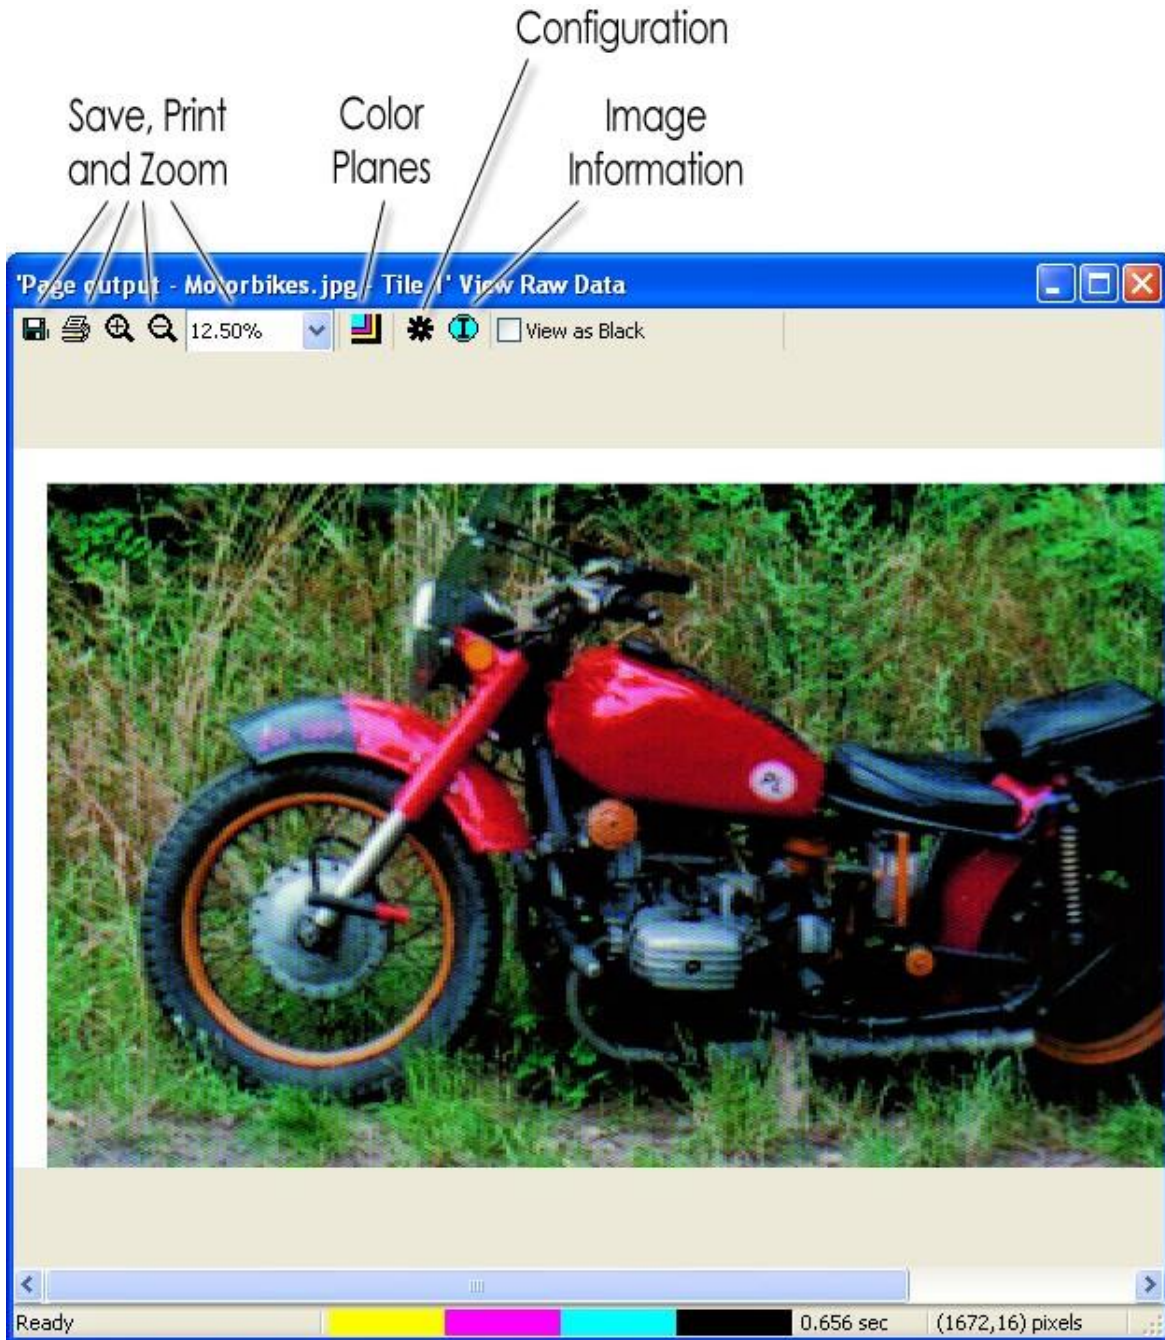 Configuration
Save, Print
and Zoom
Color
Planes
Image
Information
'Page output - Motorbikes.jpg - Tile 1' View Raw Data
12.50%
View as Black
Ready
0.656 sec
(1672,16) pixels